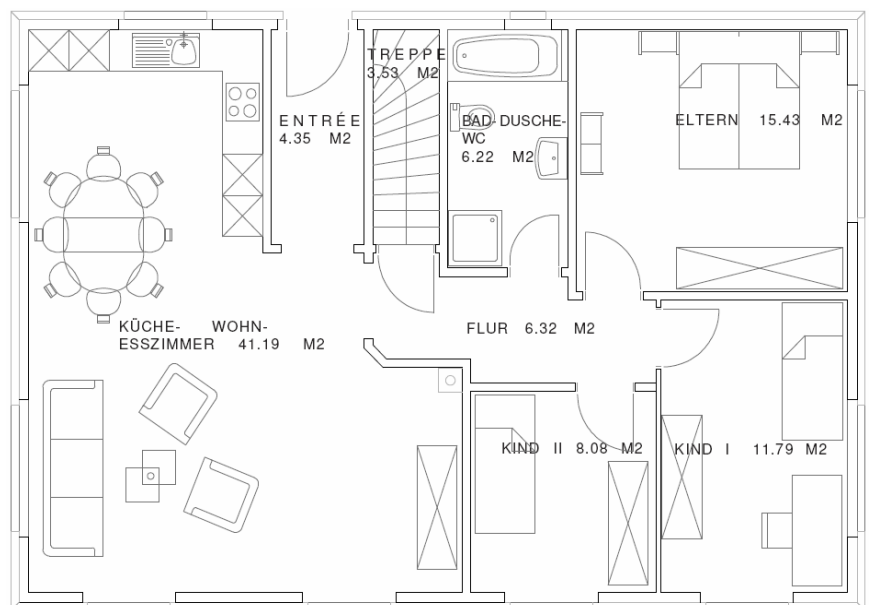 TREPPE
3.53 M2
ENTRÉE
4.35 M2
BAD-DUSCHE-
WC
6.22 M2
ELTERN 15.43 M2
KÜCHE- WOHN-
ESSZIMMER 41.19 M2
FLUR 6.32 M2
KIND II 8.08 M2
KIND I 11.79 M2